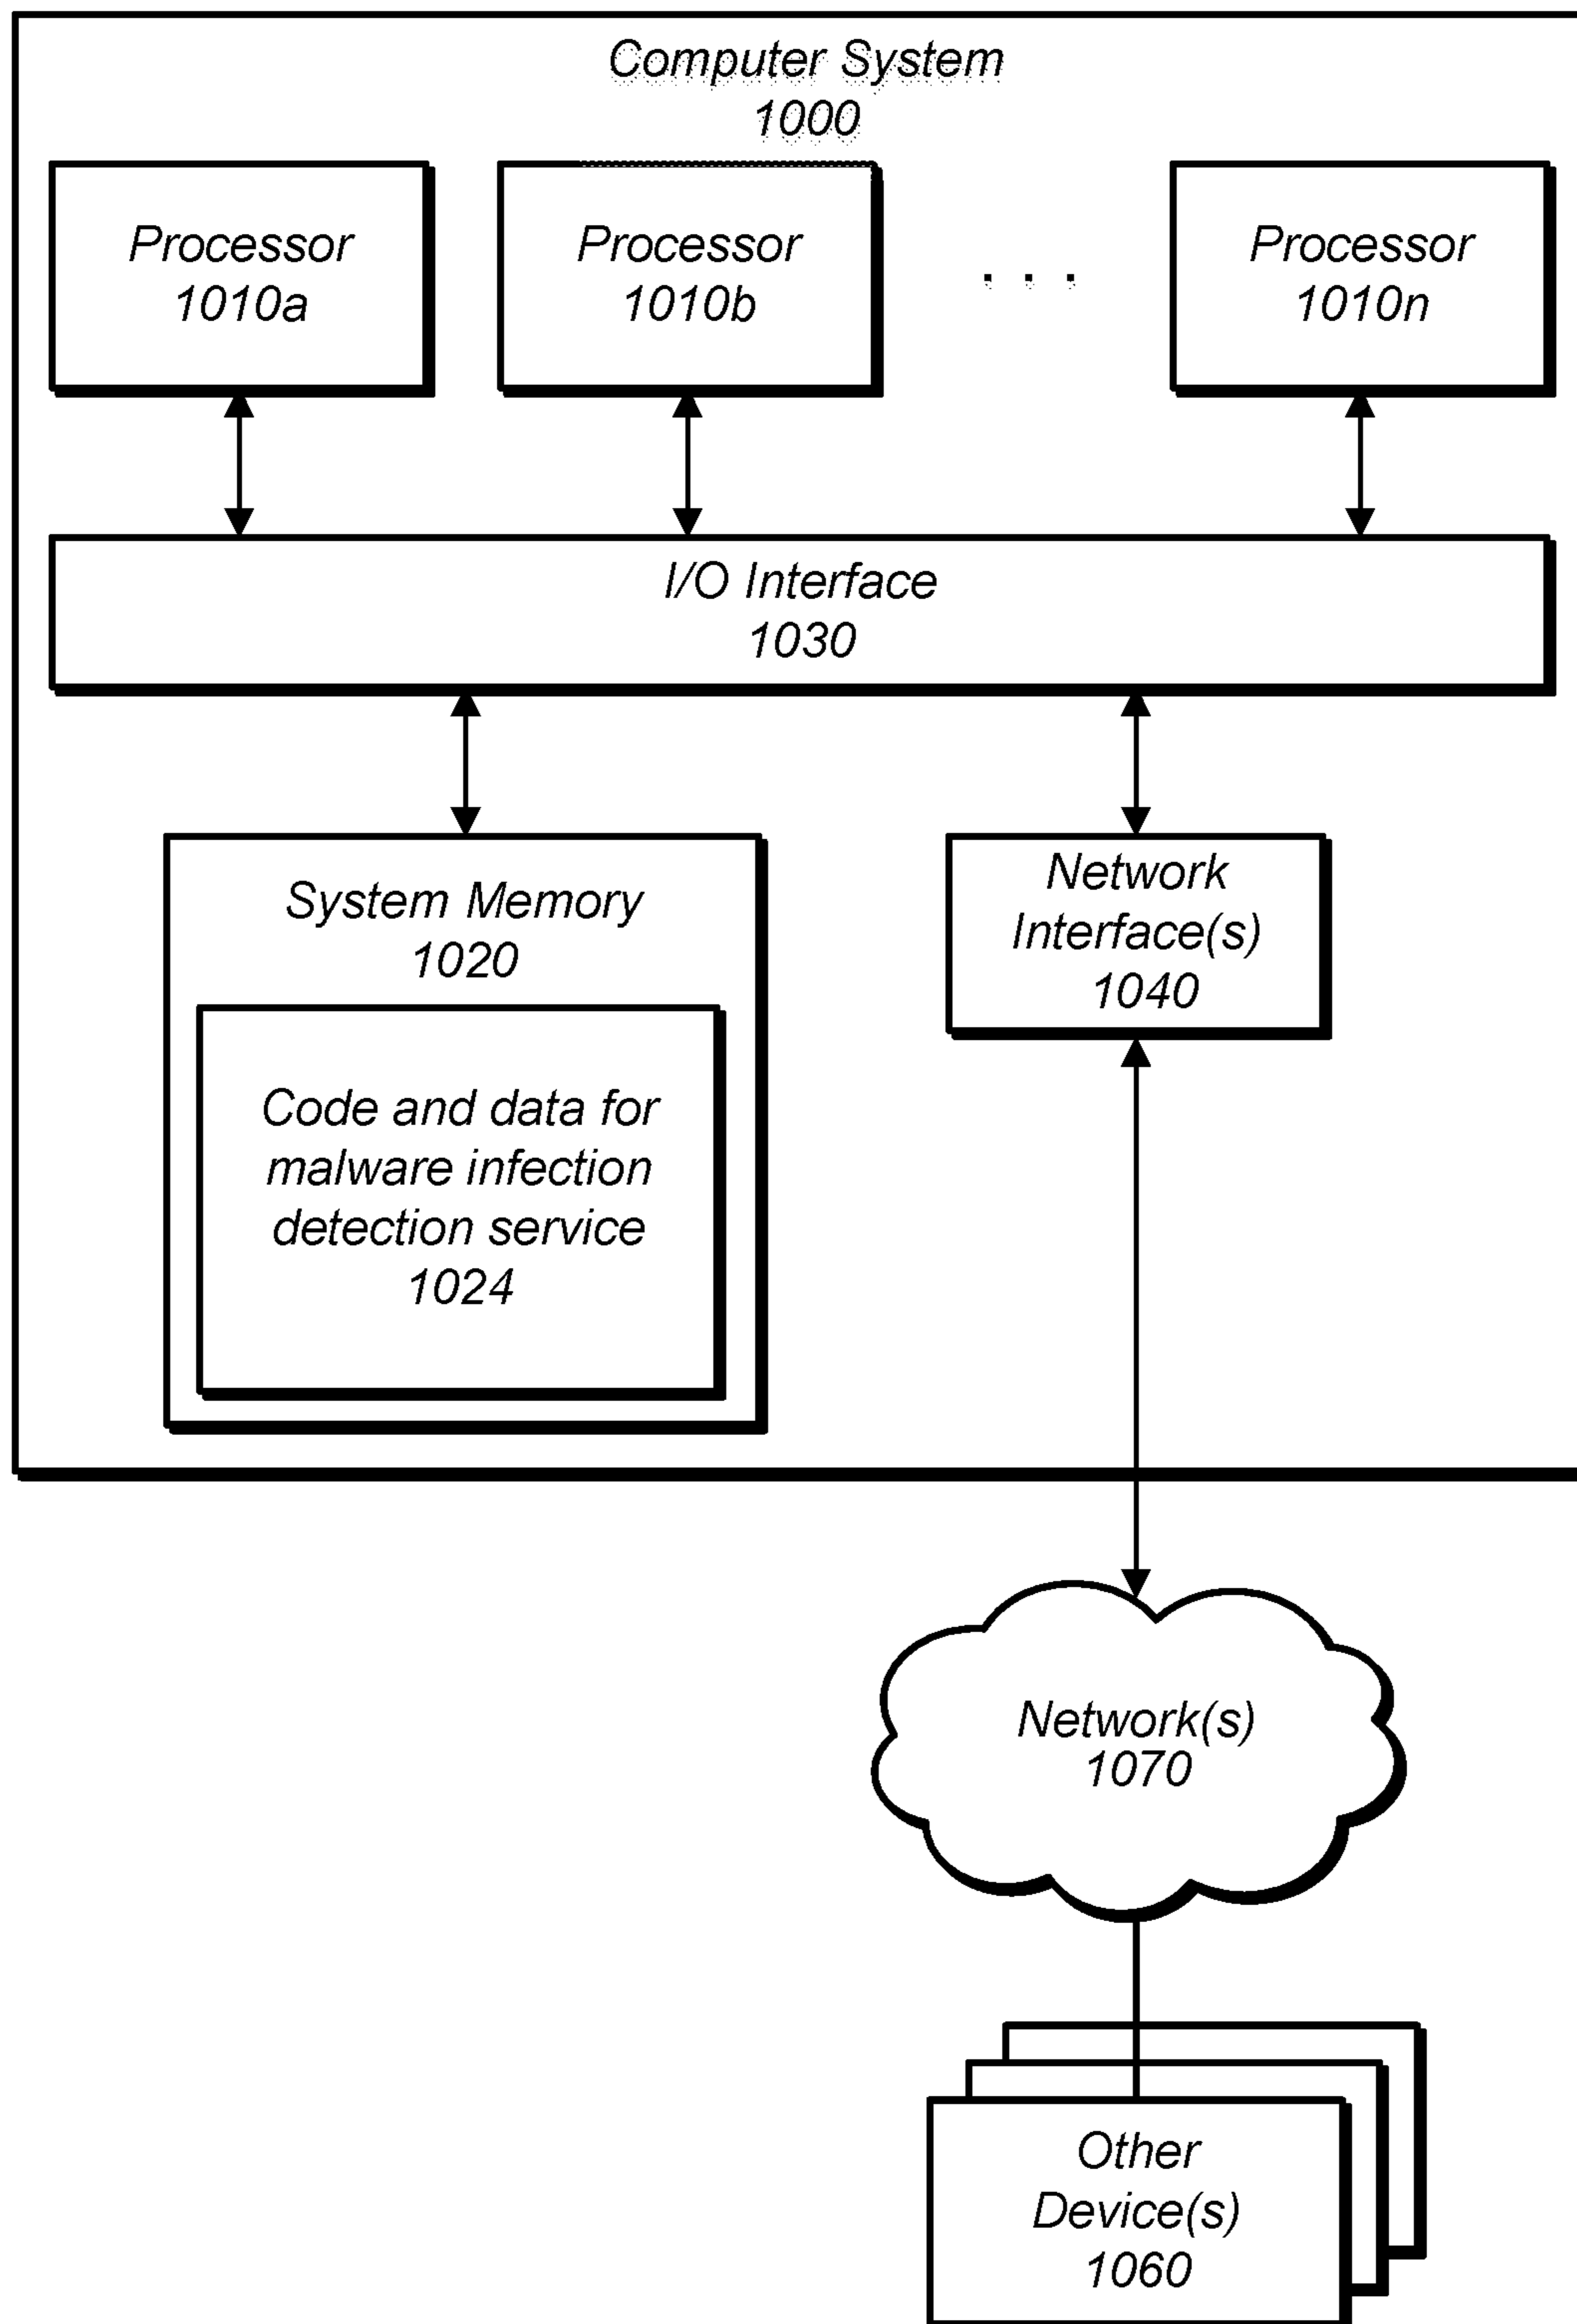 Computer System
1000
Processor
1010a
Processor
1010b
. . .
Processor
1010n
I/O Interface
1030
System Memory
1020
Code and data for
malware infection
detection service
1024
Network
Interface(s)
1040
Network(s)
1070
Other
Device(s)
1060